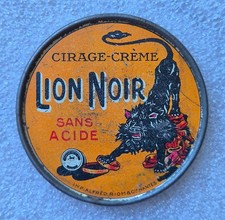 CIRAGE-CRÈME
LION NOIR
SANS
ACIDE